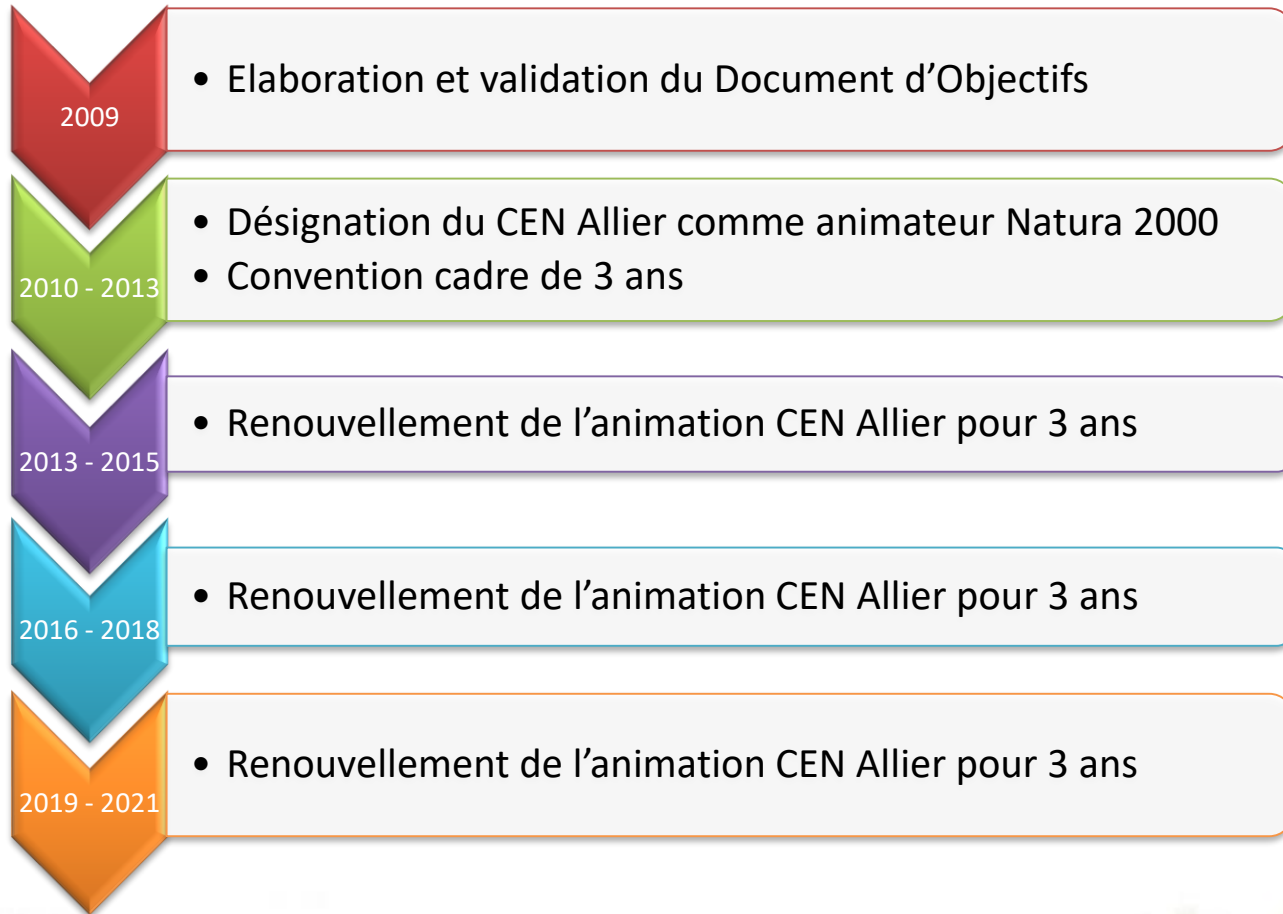 2009
• Elaboration et validation du Document d’Objectifs
2010 - 2013
• Désignation du CEN Allier comme animateur Natura 2000
• Convention cadre de 3 ans
2013 - 2015
• Renouvellement de l’animation CEN Allier pour 3 ans
2016 - 2018
• Renouvellement de l’animation CEN Allier pour 3 ans
2019 - 2021
• Renouvellement de l’animation CEN Allier pour 3 ans